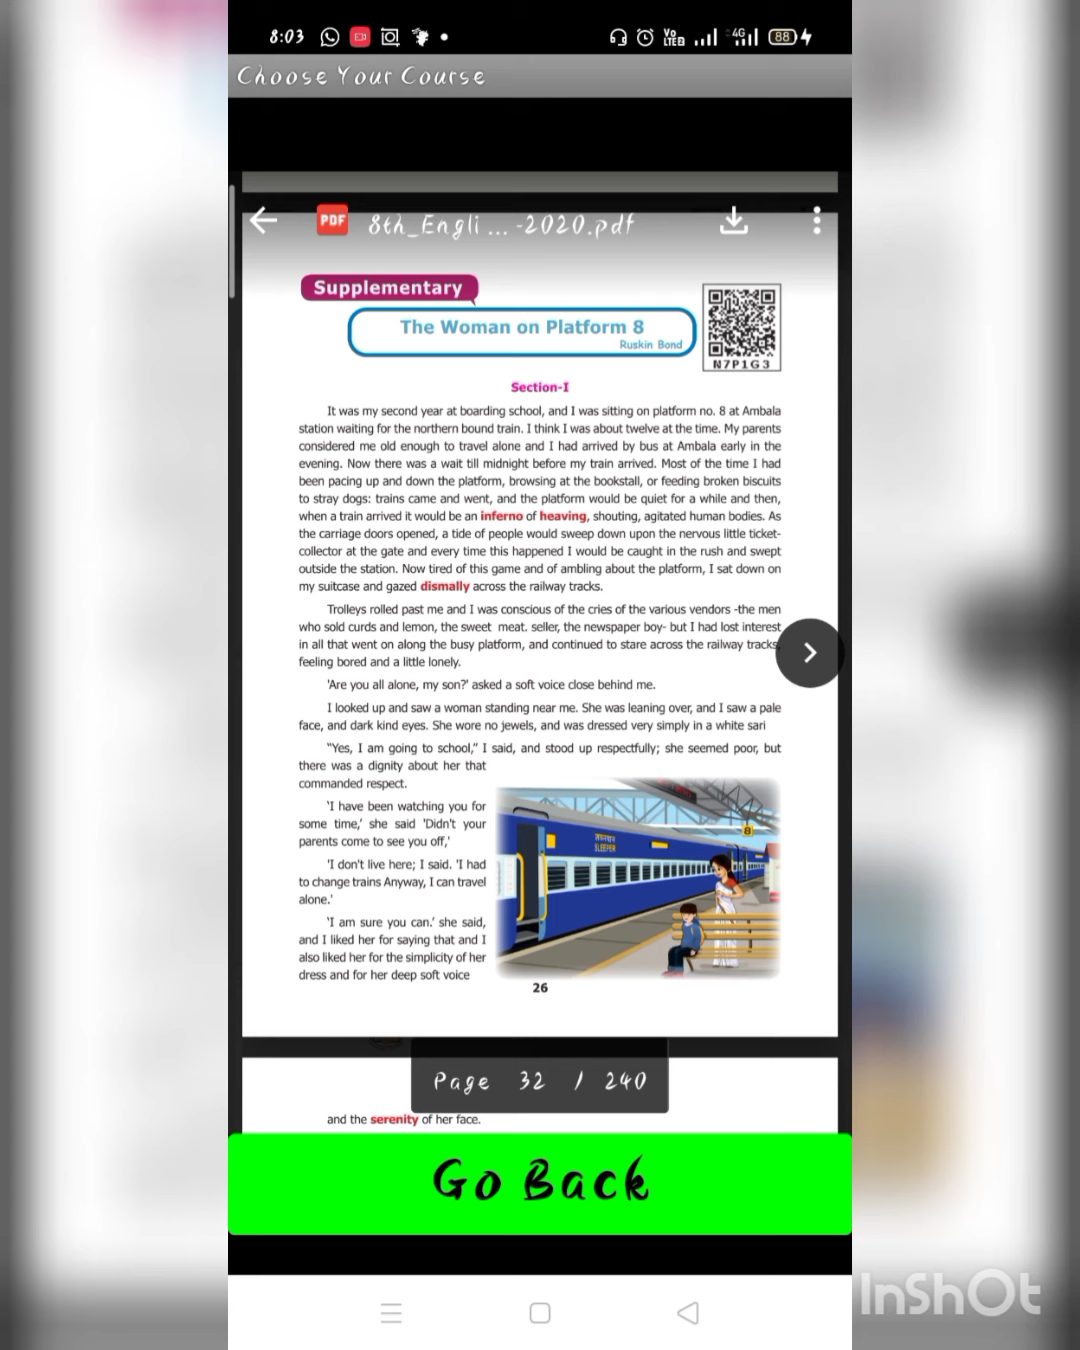 8:03
Vo
LTE2
4G
88
Choose Your Course
PDF
8th_Engli ... -2020.pdf
Supplementary
The Woman on Platform 8
Ruskin Bond
N7P1G3
Section-I
It was my second year at boarding school, and I was sitting on platform no. 8 at Ambala
station waiting for the northern bound train. I think I was about twelve at the time. My parents
considered me old enough to travel alone and I had arrived by bus at Ambala early in the
evening. Now there was a wait till midnight before my train arrived. Most of the time I had
been pacing up and down the platform, browsing at the bookstall, or feeding broken biscuits
to stray dogs: trains came and went, and the platform would be quiet for a while and then,
when a train arrived it would be an inferno of heaving, shouting, agitated human bodies. As
the carriage doors opened, a tide of people would sweep down upon the nervous little ticket-
collector at the gate and every time this happened I would be caught in the rush and swept
outside the station. Now tired of this game and of ambling about the platform, I sat down on
my suitcase and gazed dismally across the railway tracks.
Trolleys rolled past me and I was conscious of the cries of the various vendors -the men
who sold curds and lemon, the sweet meat. seller, the newspaper boy- but I had lost interest
in all that went on along the busy platform, and continued to stare across the railway tracks,
feeling bored and a little lonely.
'Are you all alone, my son?' asked a soft voice close behind me.
I looked up and saw a woman standing near me. She was leaning over, and I saw a pale
face, and dark kind eyes. She wore no jewels, and was dressed very simply in a white sari
"Yes, I am going to school," I said, and stood up respectfully; she seemed poor, but
there was a dignity about her that
commanded respect.
'I have been watching you for
some time,' she said 'Didn't your
parents come to see you off,'
'I don't live here; I said. 'I had
to change trains Anyway, I can travel
alone.'
'I am sure you can.' she said,
and I liked her for saying that and I
also liked her for the simplicity of her
dress and for her deep soft voice
SLEEPER
8
26
Page 32 / 240
and the serenity of her face.
Go Back
InShOt